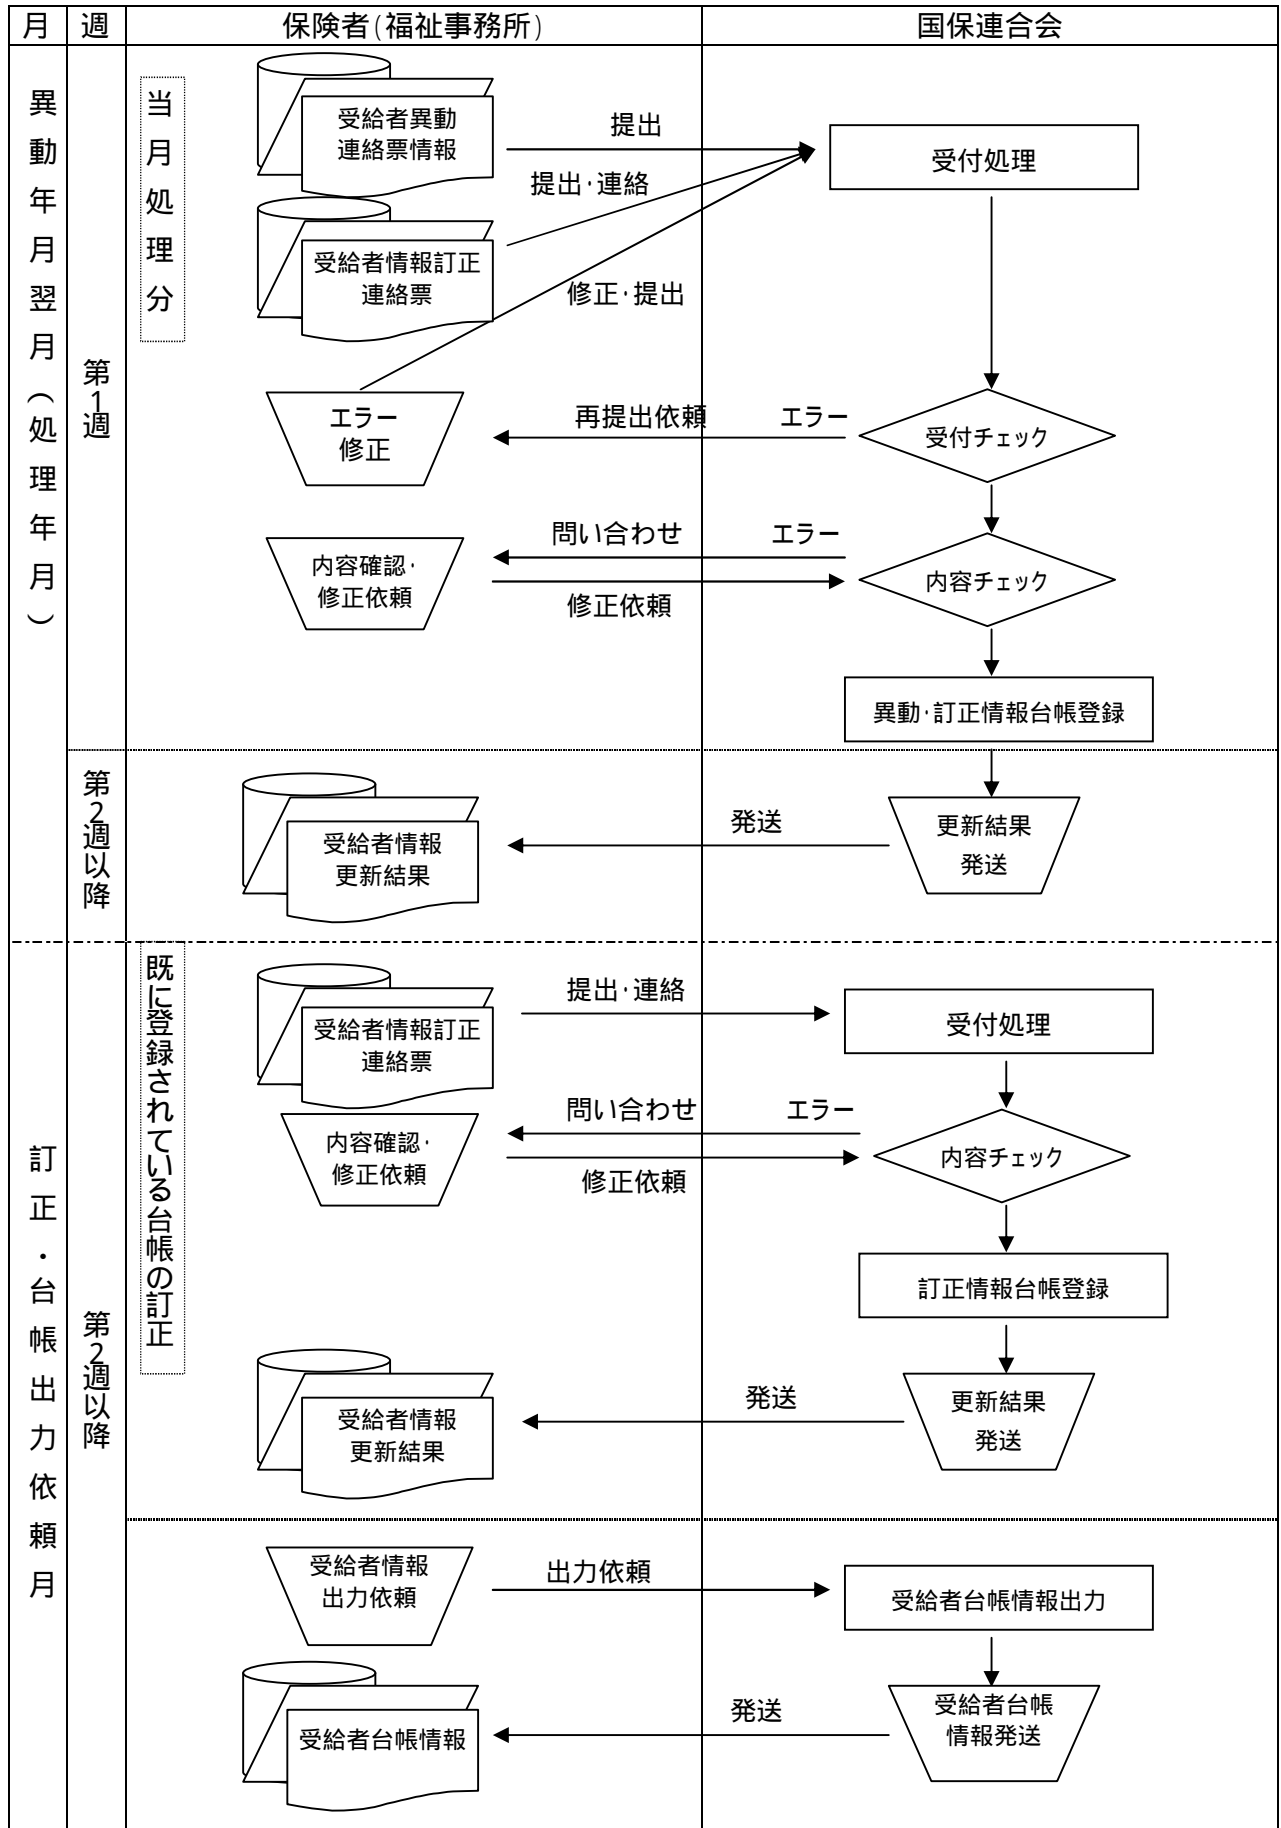 月
週
保険者(福祉事務所)
国保連合会
異動年月翌月(処理年月)
第1週
当月処理分
受給者異動
連絡票情報
提出
受付処理
提出・連絡
受給者情報訂正
連絡票
修正・提出
エラー
修正
再提出依頼
エラー
受付チェック
問い合わせ
エラー
内容確認・
修正依頼
修正依頼
内容チェック
異動・訂正情報台帳登録
第2週以降
受給者情報
更新結果
発送
更新結果
発送
訂正・台帳出力依頼月
第2週以降
既に登録されている台帳の訂正
受給者情報訂正
連絡票
提出・連絡
受付処理
問い合わせ
エラー
内容確認・
修正依頼
修正依頼
内容チェック
訂正情報台帳登録
受給者情報
更新結果
発送
更新結果
発送
受給者情報
出力依頼
出力依頼
受給者台帳情報出力
受給者台帳情報
発送
受給者台帳
情報発送